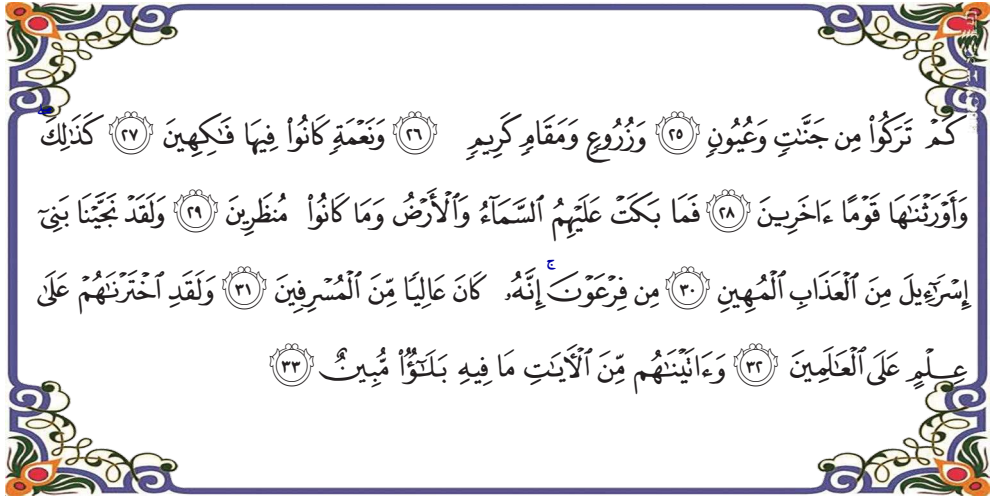 كَمۡ تَرَكُواْ مِن جَنَّٰتٖ وَعُيُونٖ ٢٥ وَزُرُوعٖ وَمَقَامٖ كَرِيمٖ ٢٦ وَنَعۡمَةٖ كَانُواْ فِيهَا فَٰكِهِينَ ٢٧ كَذَٰلِكَۖ
وَأَوۡرَثۡنَٰهَا قَوۡمًا ءَاخَرِينَ ٢٨ فَمَا بَكَتۡ عَلَيۡهِمُ ٱلسَّمَآءُ وَٱلۡأَرۡضُ وَمَا كَانُواْ مُنظَرِينَ ٢٩ وَلَقَدۡ نَجَّيۡنَا بَنِيٓ
إِسۡرَٰٓءِيلَ مِنَ ٱلۡعَذَابِ ٱلۡمُهِينِ ٣٠ مِن فِرۡعَوۡنَۚ إِنَّهُۥ كَانَ عَالِيٗا مِّنَ ٱلۡمُسۡرِفِينَ ٣١ وَلَقَدِ ٱخۡتَرۡنَٰهُمۡ عَلَىٰ
عِلۡمٍ عَلَى ٱلۡعَٰلَمِينَ ٣٢ وَءَاتَيۡنَٰهُم مِّنَ ٱلۡأٓيَٰتِ مَا فِيهِ بَلَٰٓؤٞاْ مُّبِينٌ ٣٣